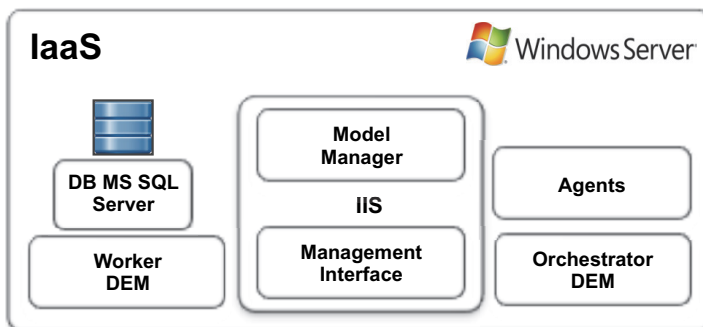 IaaS
Windows Server
DB MS SQL
Server
Worker
DEM
Model
Manager
IIS
Management
Interface
Agents
Orchestrator
DEM